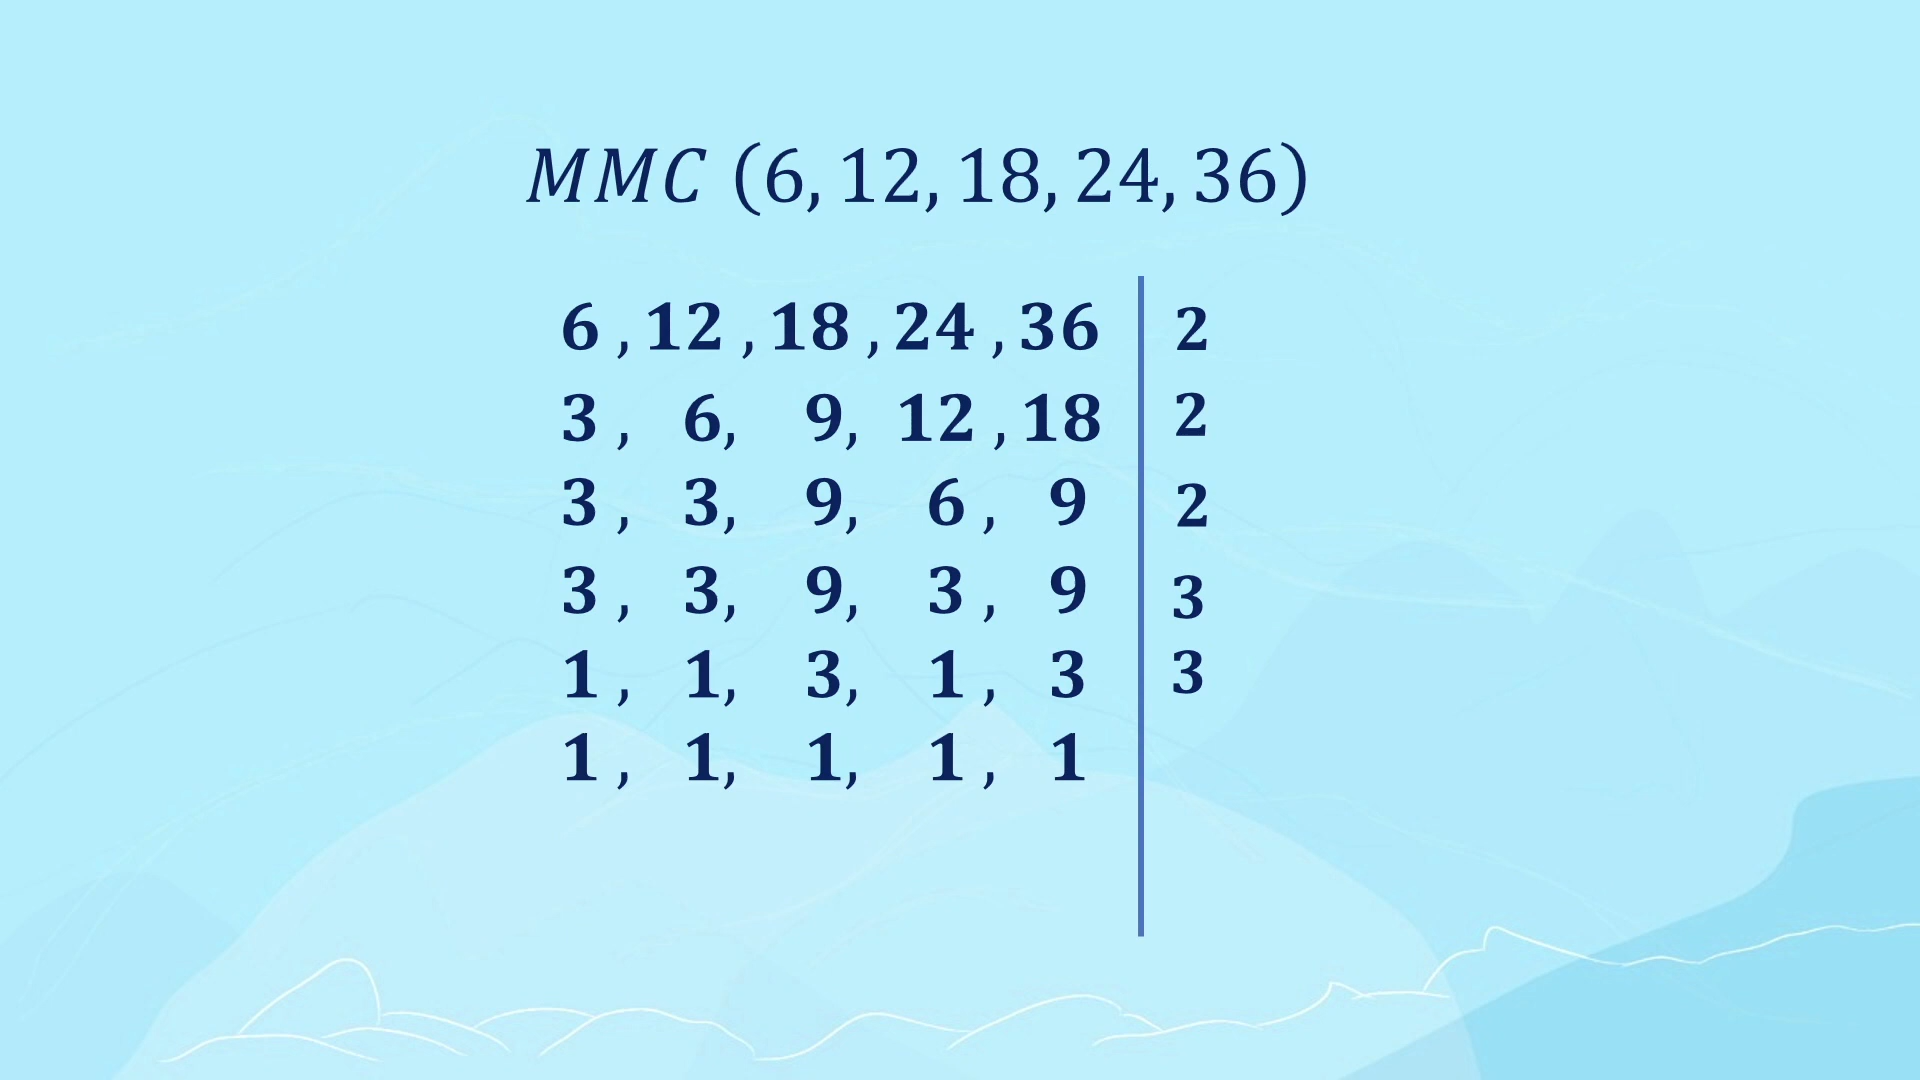 MMC (6, 12, 18, 24, 36)
6 , 12 , 18 , 24 , 36 | 2
3 , 6, 9, 12 , 18 | 2
3 , 3, 9, 6 , 9 | 2
3 , 3, 9, 3 , 9 | 3
1 , 1, 3, 1 , 3 | 3
1 , 1, 1, 1 , 1 |